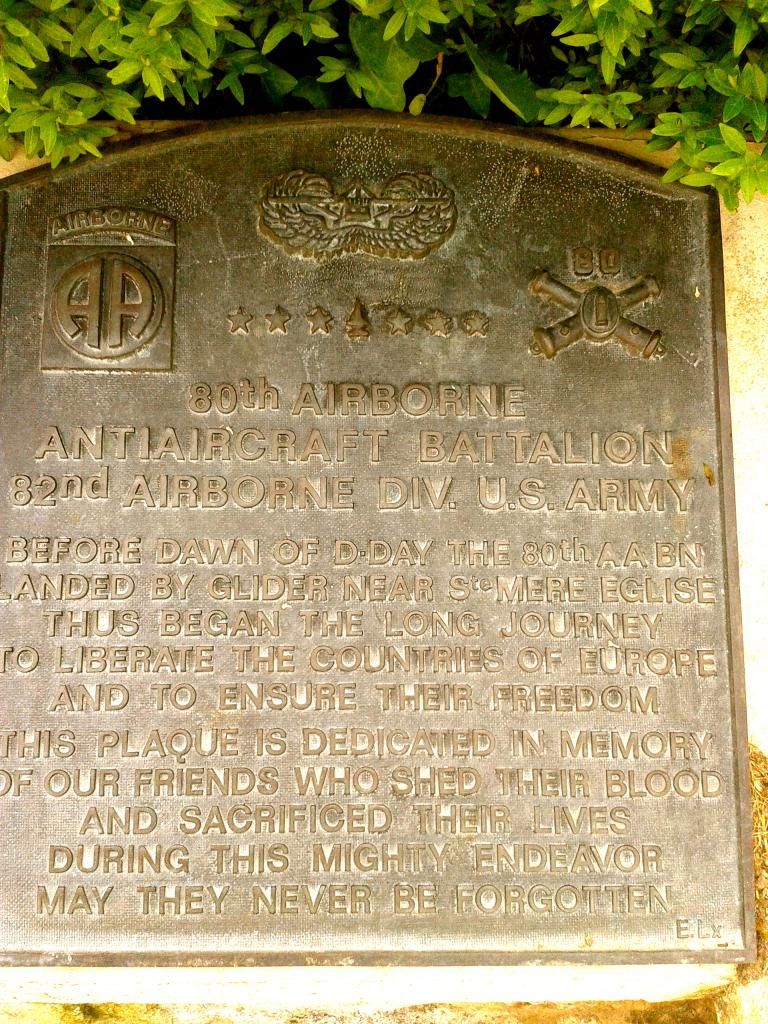 AIRBORNE
AA
80
L
80th AIRBORNE
ANTIAIRCRAFT BATTALION
82nd AIRBORNE DIV. U.S. ARMY
BEFORE DAWN OF D-DAY THE 80th AA BN
LANDED BY GLIDER NEAR Ste MERE EGLISE
THUS BEGAN THE LONG JOURNEY
TO LIBERATE THE COUNTRIES OF EUROPE
AND TO ENSURE THEIR FREEDOM
THIS PLAQUE IS DEDICATED IN MEMORY
OF OUR FRIENDS WHO SHED THEIR BLOOD
AND SACRIFICED THEIR LIVES
DURING THIS MIGHTY ENDEAVOR
MAY THEY NEVER BE FORGOTTEN
E.Lx